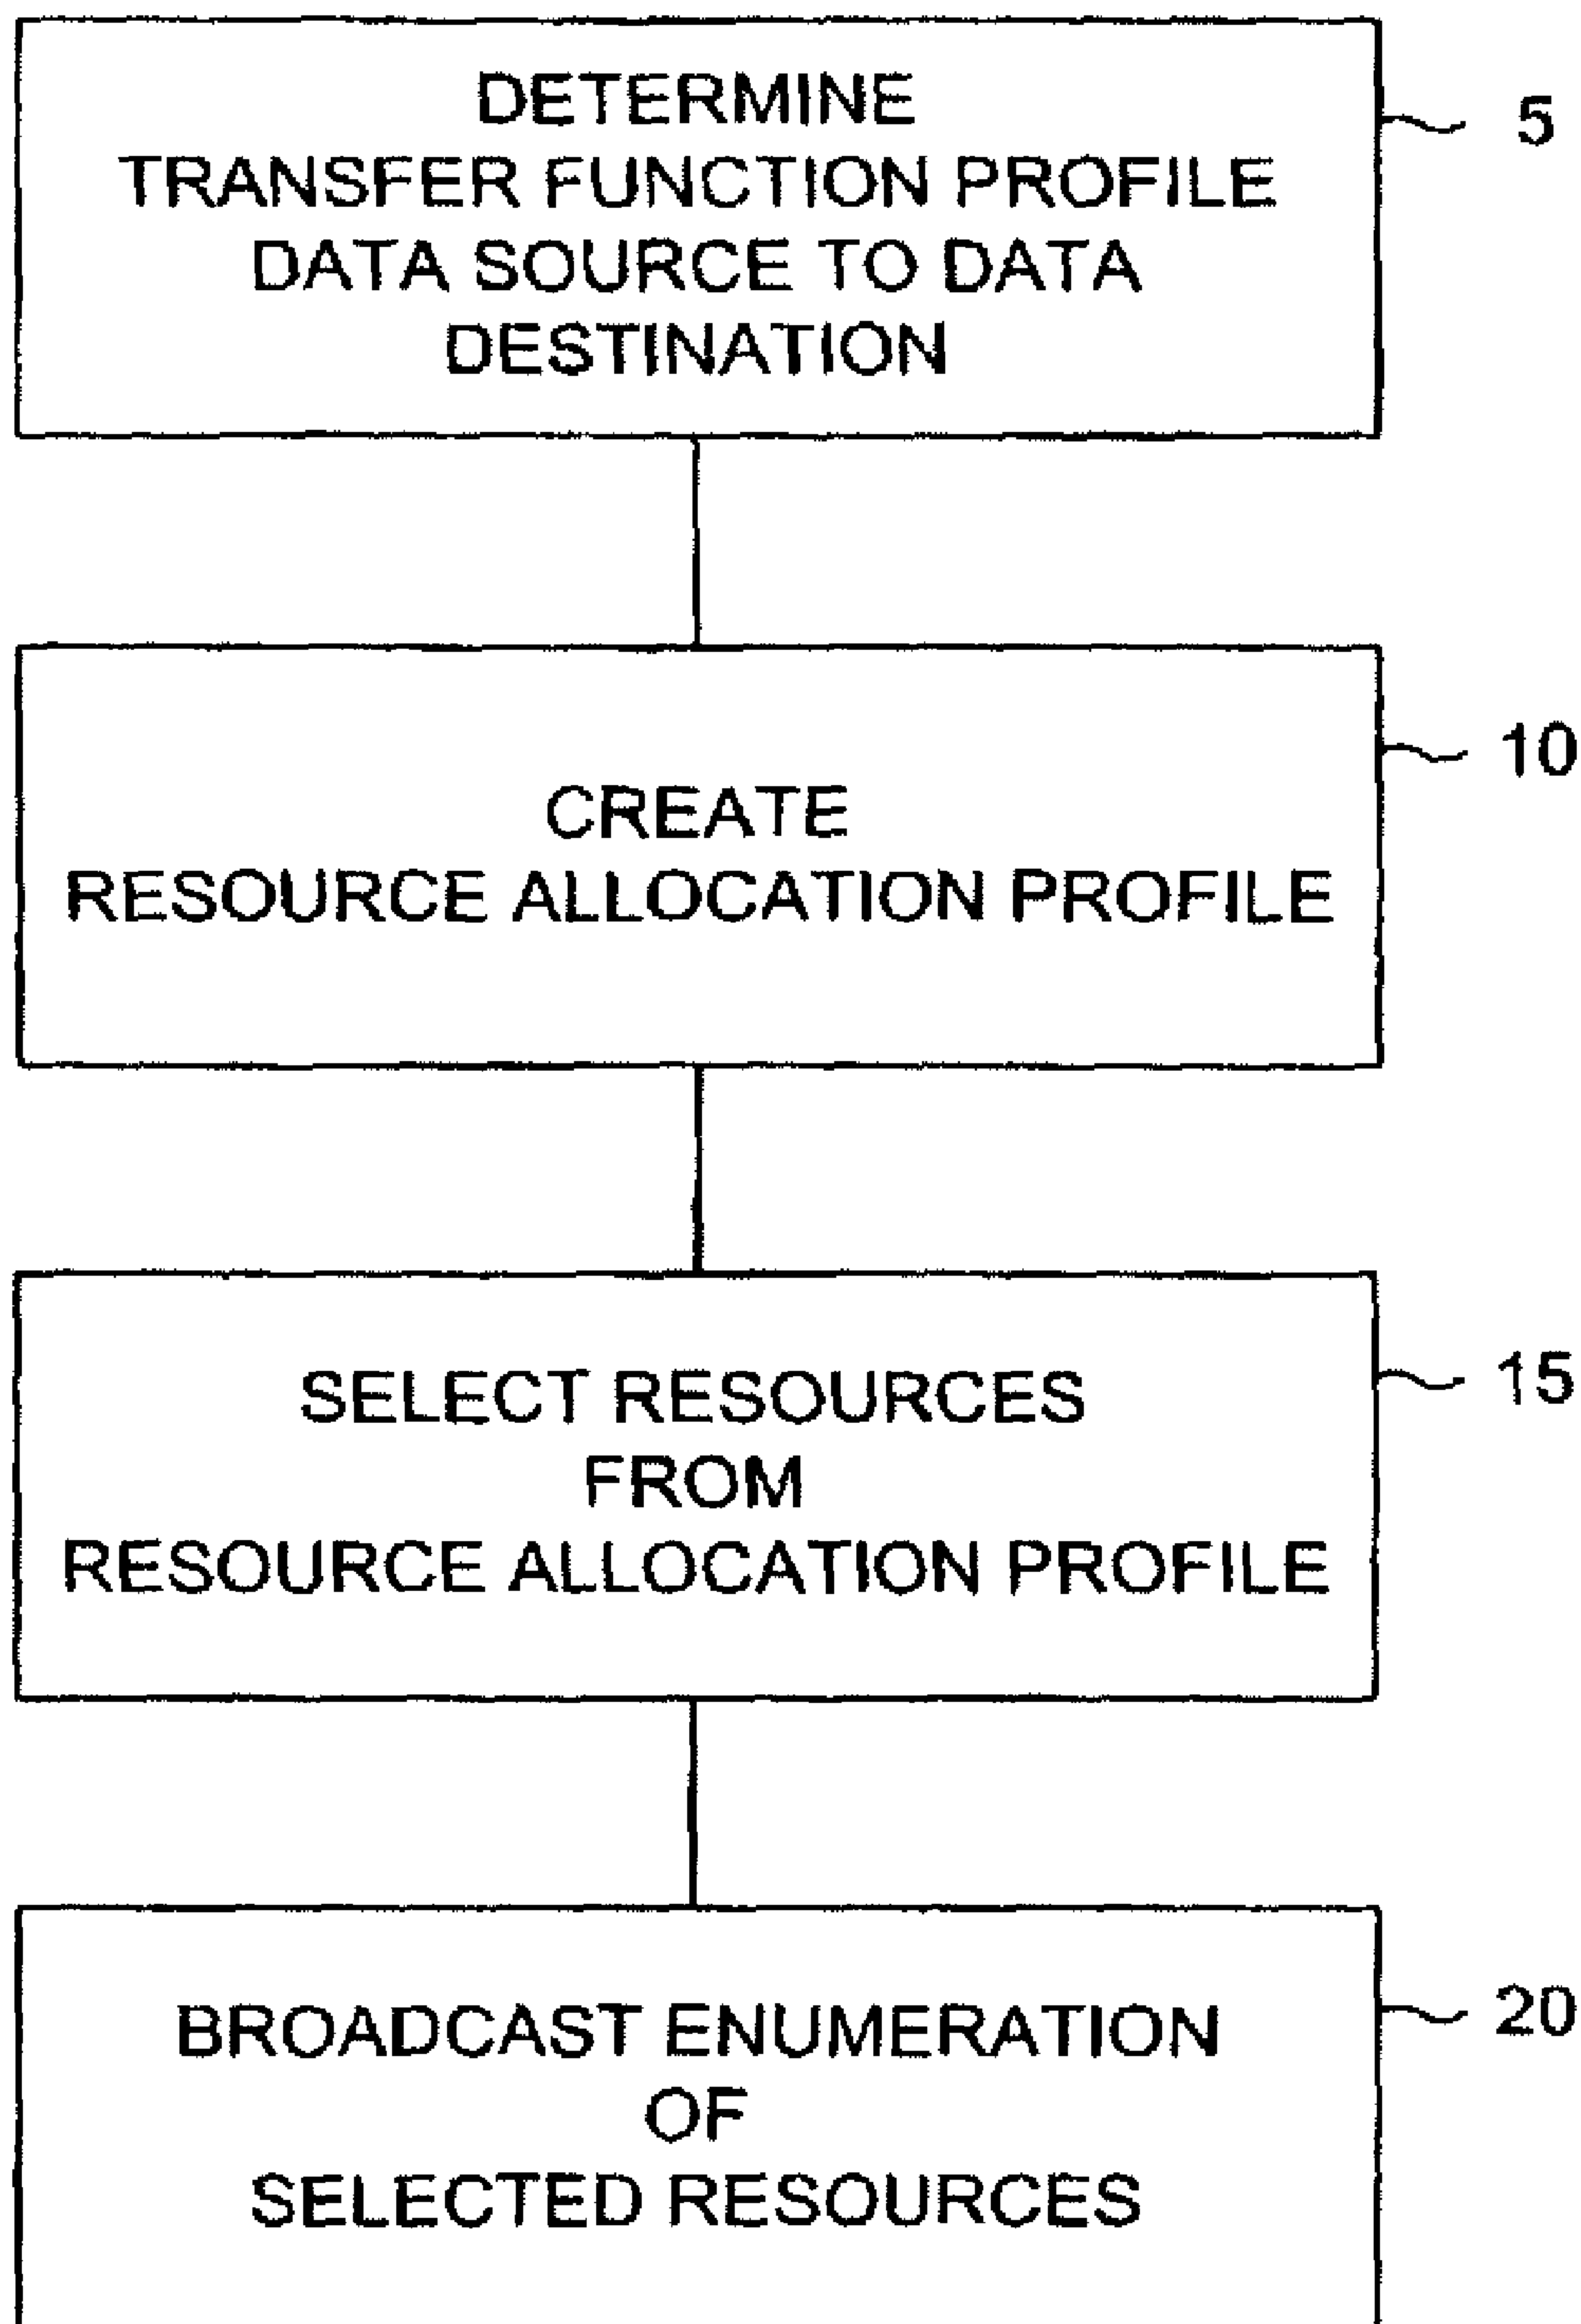 DETERMINE
TRANSFER FUNCTION PROFILE
DATA SOURCE TO DATA
DESTINATION
5
CREATE
RESOURCE ALLOCATION PROFILE
10
SELECT RESOURCES
FROM
RESOURCE ALLOCATION PROFILE
15
BROADCAST ENUMERATION
OF
SELECTED RESOURCES
20